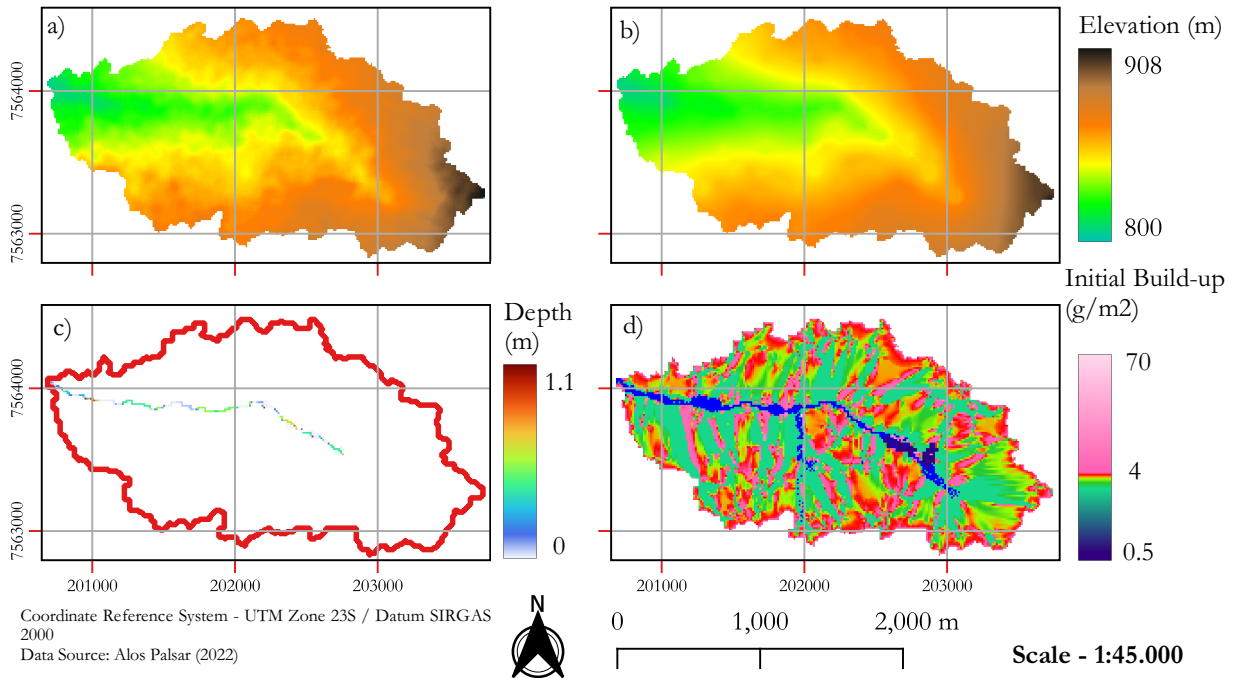 a)
b)
Elevation (m)
908
800
7564000
7563000
c)
Depth
(m)
1.1
0
d)
Initial Build-up
(g/m2)
70
4
0.5
7564000
7563000
201000
202000
203000
201000
202000
203000
Coordinate Reference System - UTM Zone 23S / Datum SIRGAS
2000
Data Source: Alos Palsar (2022)
N
0
1,000
2,000 m
Scale - 1:45.000